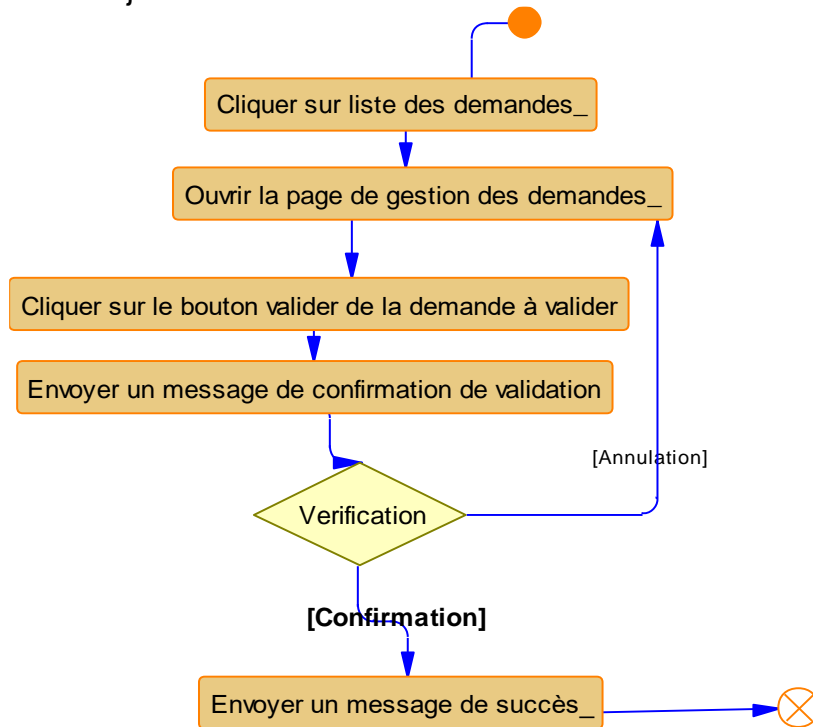 Cliquer sur liste des demandes_
Ouvrir la page de gestion des demandes_
Cliquer sur le bouton valider de la demande à valider
Envoyer un message de confirmation de validation
[Annulation]
Verification
[Confirmation]
Envoyer un message de succès_